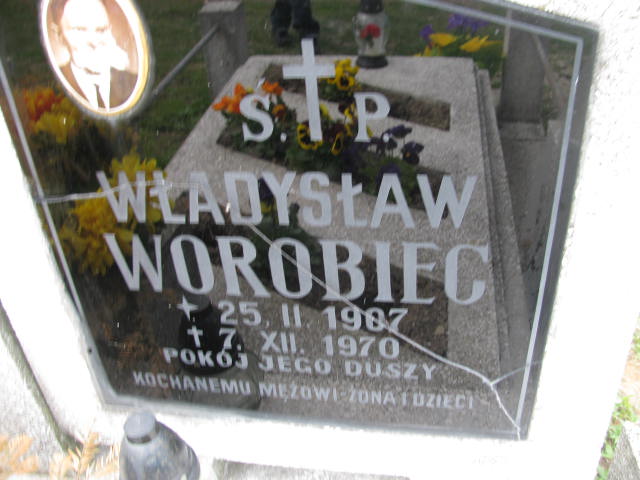 Ś. P
WŁADYSŁAW
WOROBIEC
* 25. II. 1907
† 7. XII. 1970
POKÓJ JEGO DUSZY
KOCHANEMU MĘŻOWI-ŻONA I DZIECI